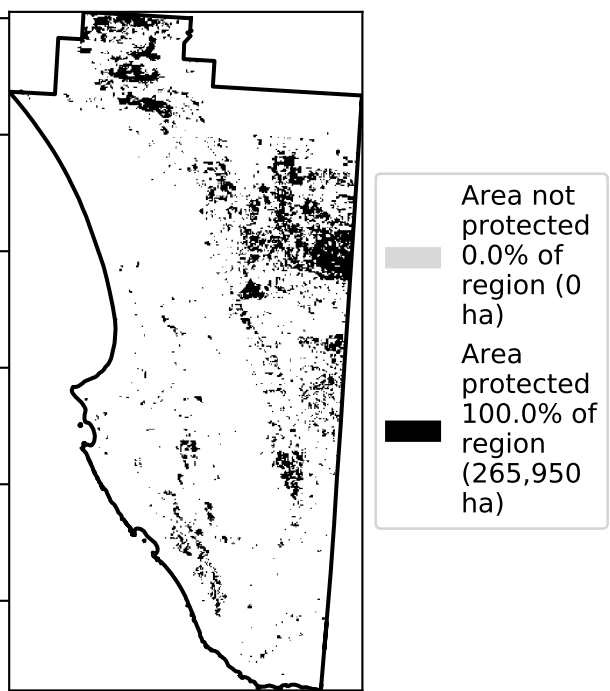 Area not
protected
0.0% of
region (0
ha)
Area
protected
100.0% of
region
(265,950
ha)